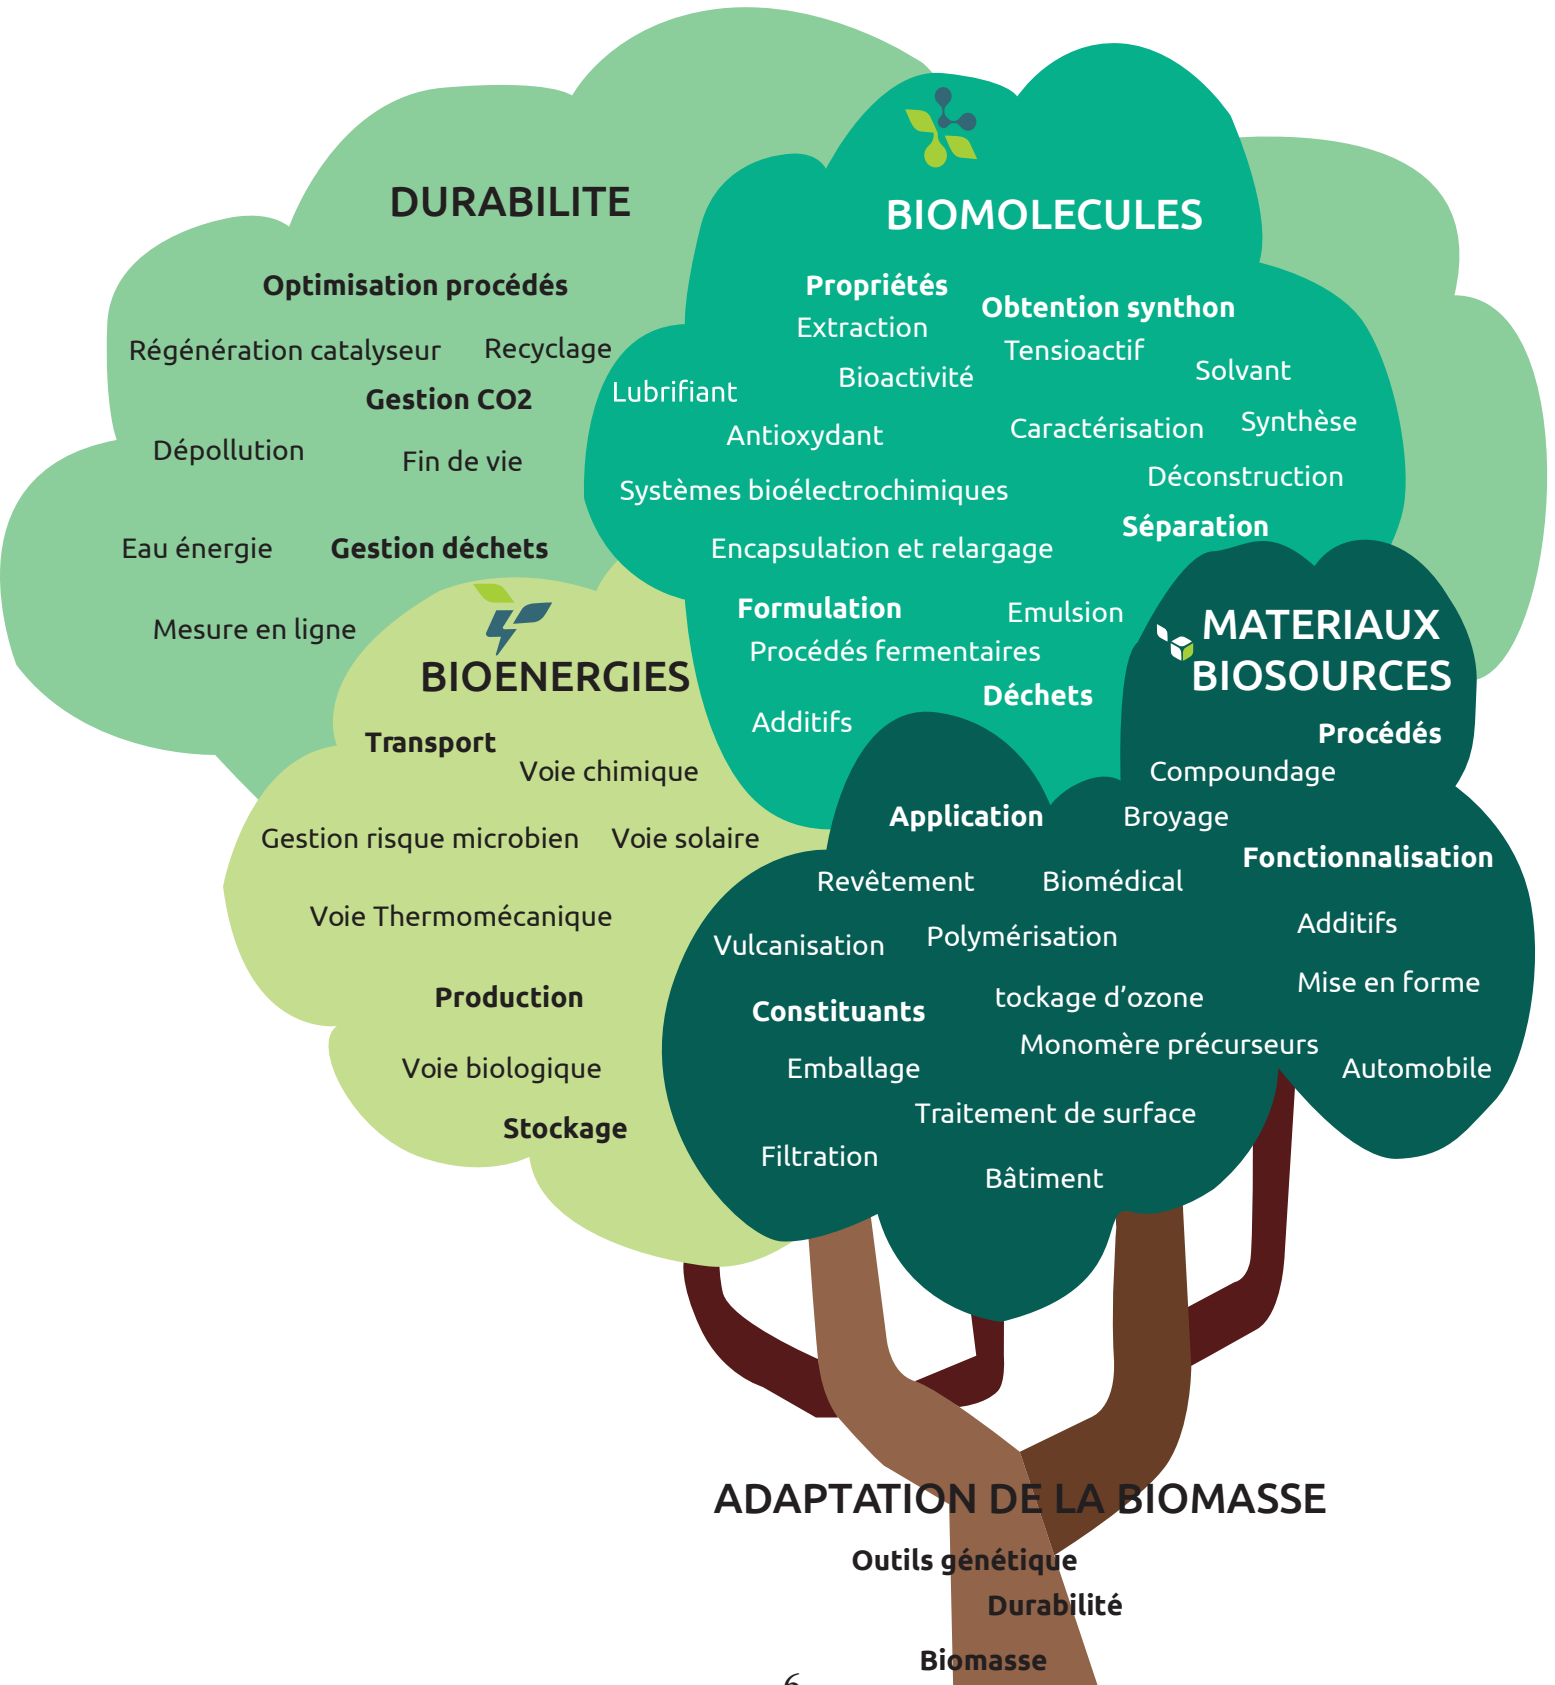 DURABILITE
Optimisation procédés
Régénération catalyseur
Recyclage
Gestion CO2
Dépollution
Fin de vie
Eau énergie
Gestion déchets
Mesure en ligne
BIOMOLECULES
Propriétés
Obtention synthon
Extraction
Tensioactif
Solvant
Bioactivité
Lubrifiant
Antioxydant
Caractérisation
Synthèse
Systèmes bioélectrochimiques
Déconstruction
Séparation
Encapsulation et relargage
Formulation
Emulsion
Procédés fermentaires
Déchets
Additifs
BIOENERGIES
Transport
Voie chimique
Gestion risque microbien
Voie solaire
Voie Thermomécanique
Production
Voie biologique
Stockage
MATERIAUX
BIOSOURCES
Procédés
Compoundage
Application
Broyage
Fonctionnalisation
Revêtement
Biomédical
Additifs
Vulcanisation
Polymérisation
Mise en forme
Constituants
tockage d’ozone
Monomère précurseurs
Emballage
Automobile
Traitement de surface
Filtration
Bâtiment
ADAPTATION DE LA BIOMASSE
Outils génétique
Durabilité
Biomasse
6